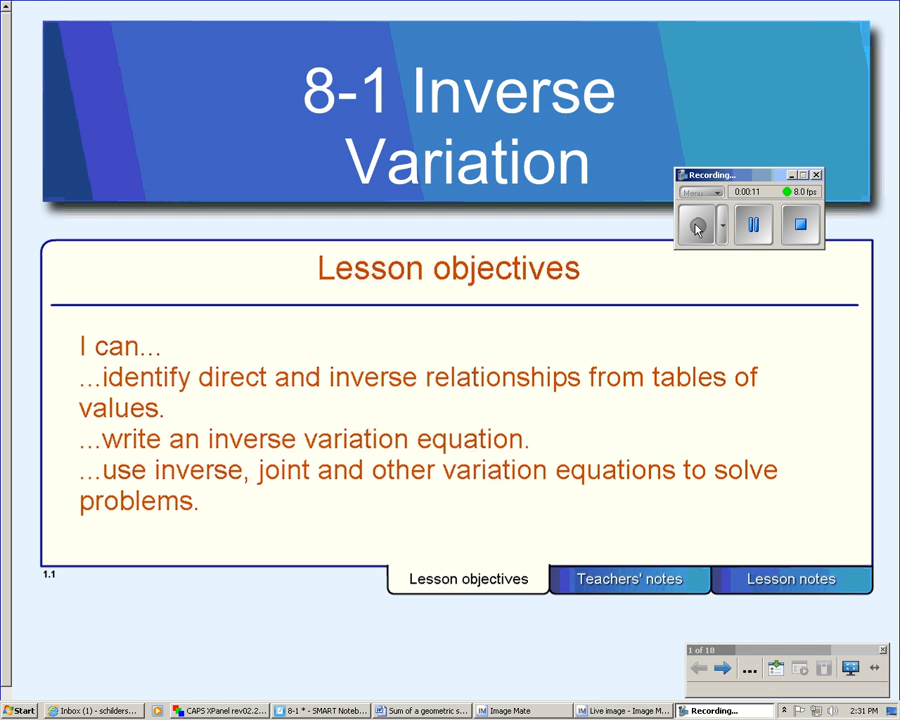 8-1 Inverse
Variation
Recording...
Menu
0:00:11
8.0 fps
Lesson objectives
I can...
...identify direct and inverse relationships from tables of
values.
...write an inverse variation equation.
...use inverse, joint and other variation equations to solve
problems.
1.1
Lesson objectives
Teachers' notes
Lesson notes
1 of 18
Start
Inbox (1) - schilders...
CAPS XPanel rev02.2...
8-1 * - SMART Noteb...
Sum of a geometric s...
Image Mate
Live image - Image M...
Recording...
2:31 PM